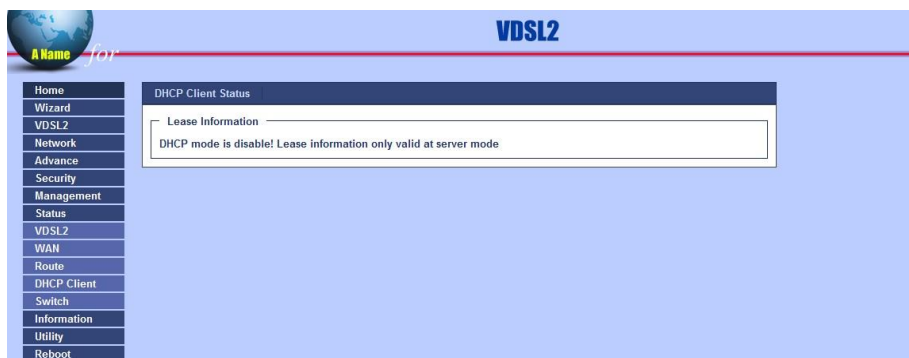 VDSL2
A Name for
Home
Wizard
VDSL2
Network
Advance
Security
Management
Status
VDSL2
WAN
Route
DHCP Client
Switch
Information
Utility
Reboot
DHCP Client Status
Lease Information
DHCP mode is disable! Lease information only valid at server mode